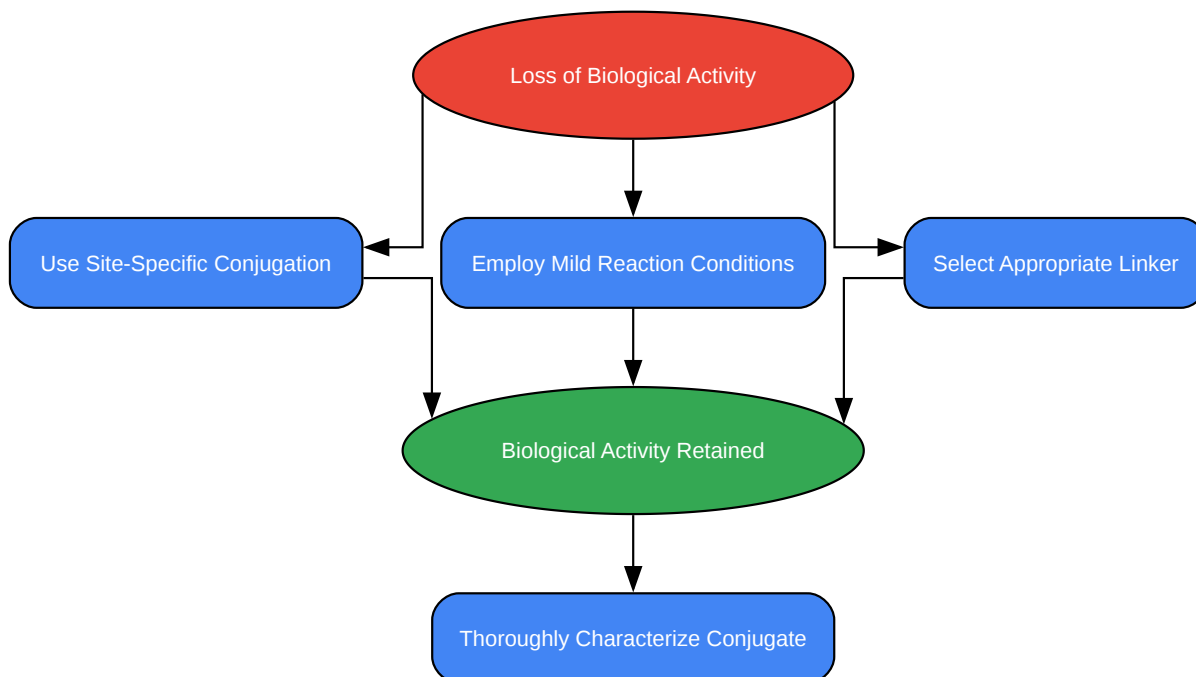 Loss of Biological Activity
Use Site-Specific Conjugation
Employ Mild Reaction Conditions
Select Appropriate Linker
Biological Activity Retained
Thoroughly Characterize Conjugate